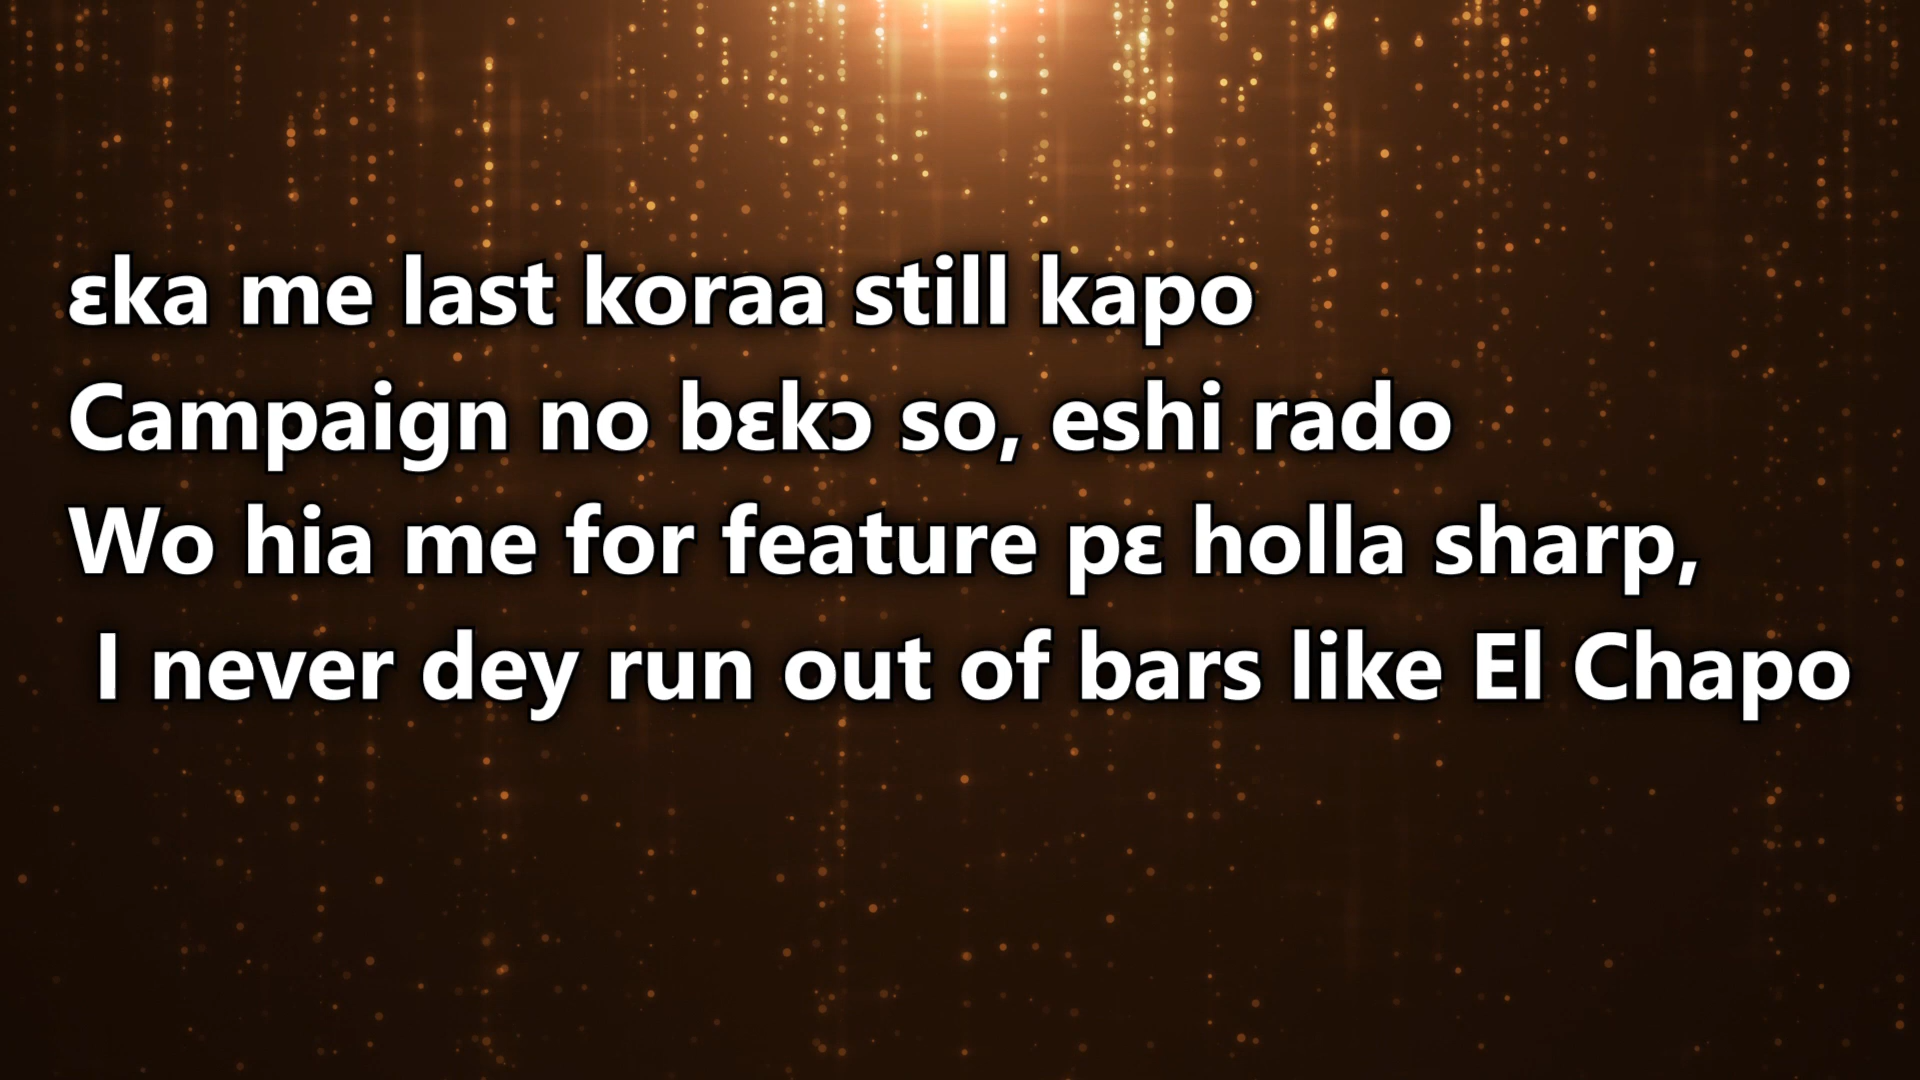 ɛka me last koraa still kapo
Campaign no bɛkɔ so, eshi rado
Wo hia me for feature pɛ holla sharp,
I never dey run out of bars like El Chapo